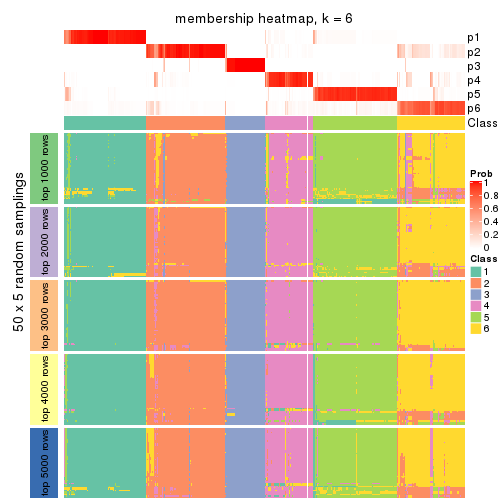 membership heatmap, k = 6
p1
p2
p3
p4
p5
p6
Class
50 x 5 random samplings
top 1000 rows
top 2000 rows
top 3000 rows
top 4000 rows
top 5000 rows
Prob
1
0.8
0.6
0.4
0.2
0
Class
1
2
3
4
5
6